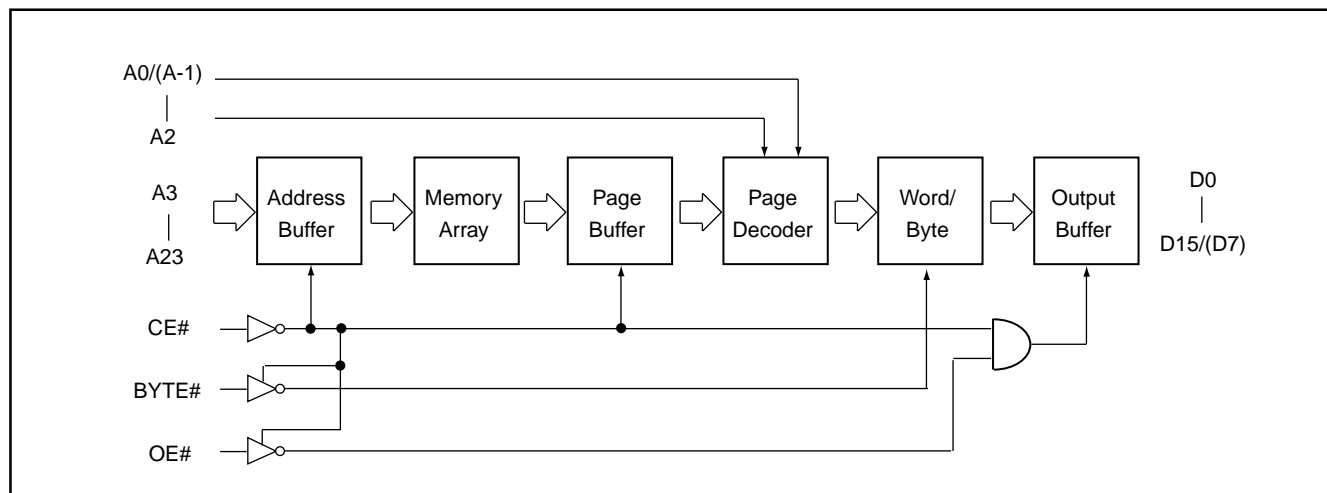 A0/(A-1)
A2
A3
A23
Address
Buffer
Memory
Array
Page
Buffer
Page
Decoder
Word/
Byte
Output
Buffer
D0
D15/(D7)
CE#
BYTE#
OE#